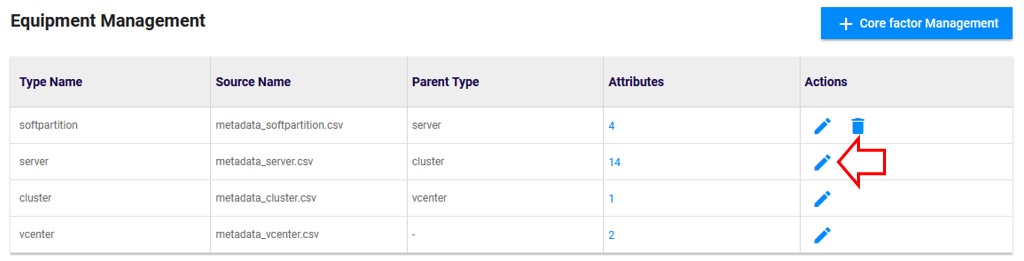 Equipment Management
+ Core factor Management
Type Name Source Name Parent Type Attributes Actions
softpartition metadata_softpartition.csv server 4
server metadata_server.csv cluster 14
cluster metadata_cluster.csv vcenter 1
vcenter metadata_vcenter.csv - 2